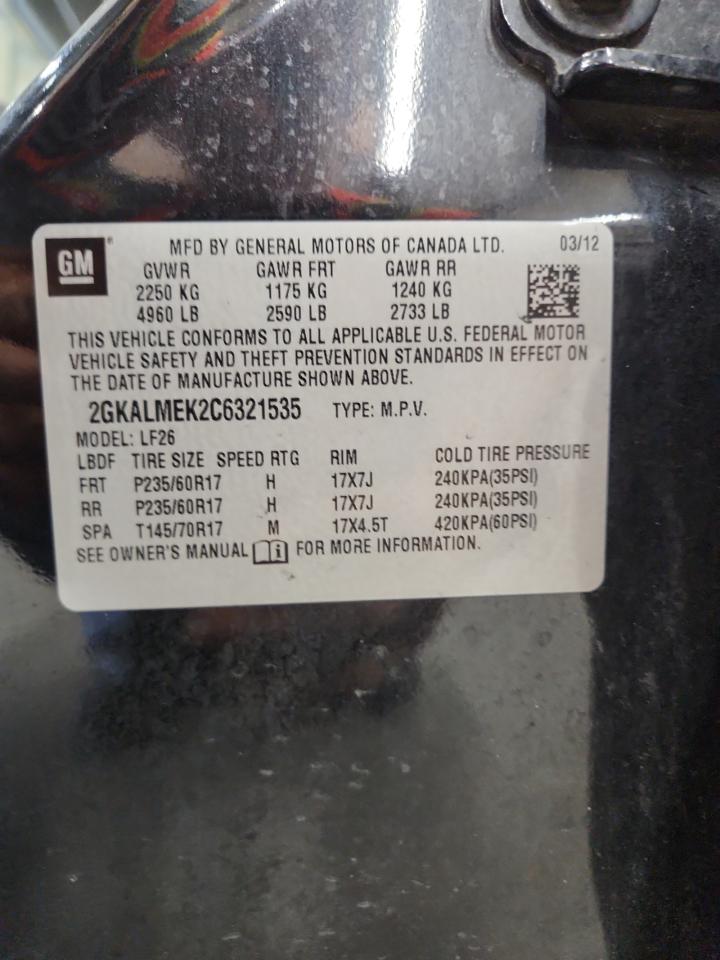 GM
MFD BY GENERAL MOTORS OF CANADA LTD. 03/12
GVWR GAWR FRT GAWR RR
2250 KG 1175 KG 1240 KG
4960 LB 2590 LB 2733 LB
THIS VEHICLE CONFORMS TO ALL APPLICABLE U.S. FEDERAL MOTOR
VEHICLE SAFETY AND THEFT PREVENTION STANDARDS IN EFFECT ON
THE DATE OF MANUFACTURE SHOWN ABOVE.
2GKALMEK2C6321535 TYPE: M.P.V.
MODEL: LF26
LBDF TIRE SIZE SPEED RTG RIM COLD TIRE PRESSURE
FRT P235/60R17 H 17X7J 240KPA(35PSI)
RR P235/60R17 H 17X7J 240KPA(35PSI)
SPA T145/70R17 M 17X4.5T 420KPA(60PSI)
SEE OWNER'S MANUAL i FOR MORE INFORMATION.